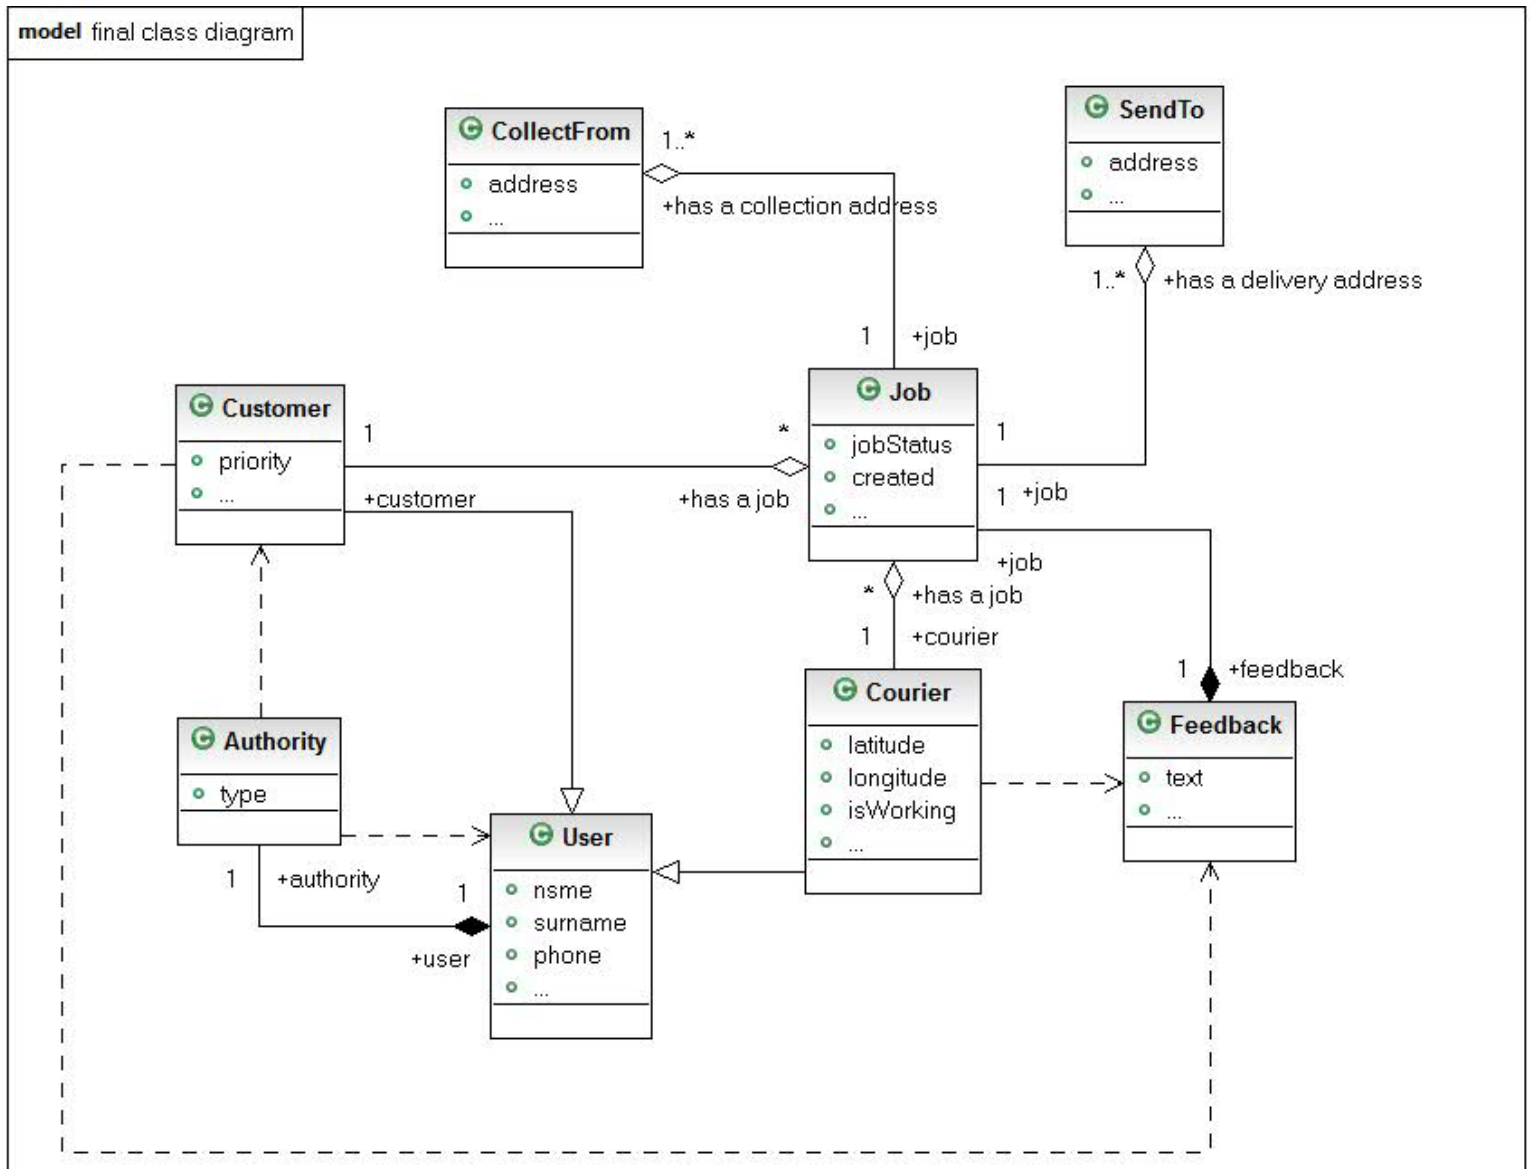 model final class diagram
C CollectFrom
address
...
1..*
+has a collection address
C SendTo
address
...
1..*
+has a delivery address
1
+job
C Customer
priority
...
1
+customer
*
+has a job
C Job
jobStatus
created
...
1
1
+job
+job
*
+has a job
1
+courier
C Courier
latitude
longitude
isWorking
...
1
+feedback
C Feedback
text
...
C Authority
type
1
+authority
1
+user
C User
nsme
surname
phone
...